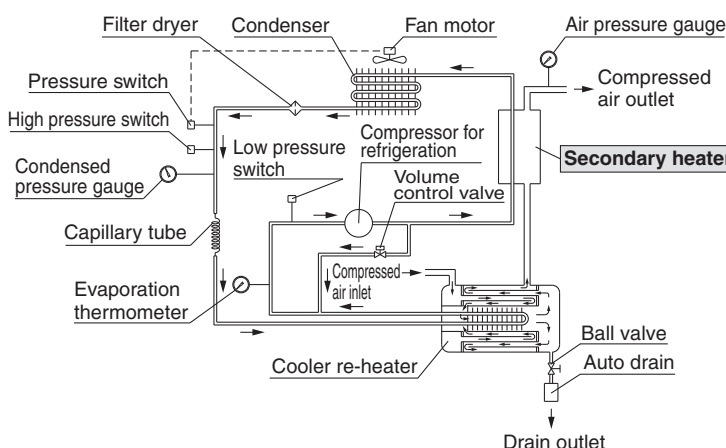 Filter dryer
Condenser
Fan motor
Air pressure gauge
Pressure switch
Compressed
air outlet
High pressure switch
Low pressure
switch
Compressor for
refrigeration
Volume
control valve
Secondary heater
Condensed
pressure gauge
Capillary tube
Compressed
air inlet
Evaporation
thermometer
Ball valve
Cooler re-heater
Auto drain
Drain outlet